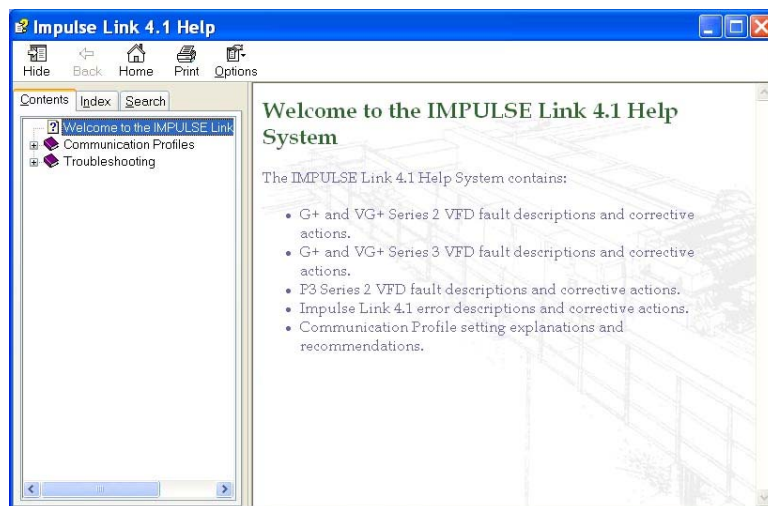 Impulse Link 4.1 Help
Hide Back Home Print Options
Contents Index Search
Welcome to the IMPULSE Link
Communication Profiles
Troubleshooting
Welcome to the IMPULSE Link 4.1 Help
System
The IMPULSE Link 4.1 Help System contains:
• G+ and VG+ Series 2 VFD fault descriptions and corrective
actions.
• G+ and VG+ Series 3 VFD fault descriptions and corrective
actions.
• P3 Series 2 VFD fault descriptions and corrective actions.
• Impulse Link 4.1 error descriptions and corrective actions.
• Communication Profile setting explanations and
recommendations.